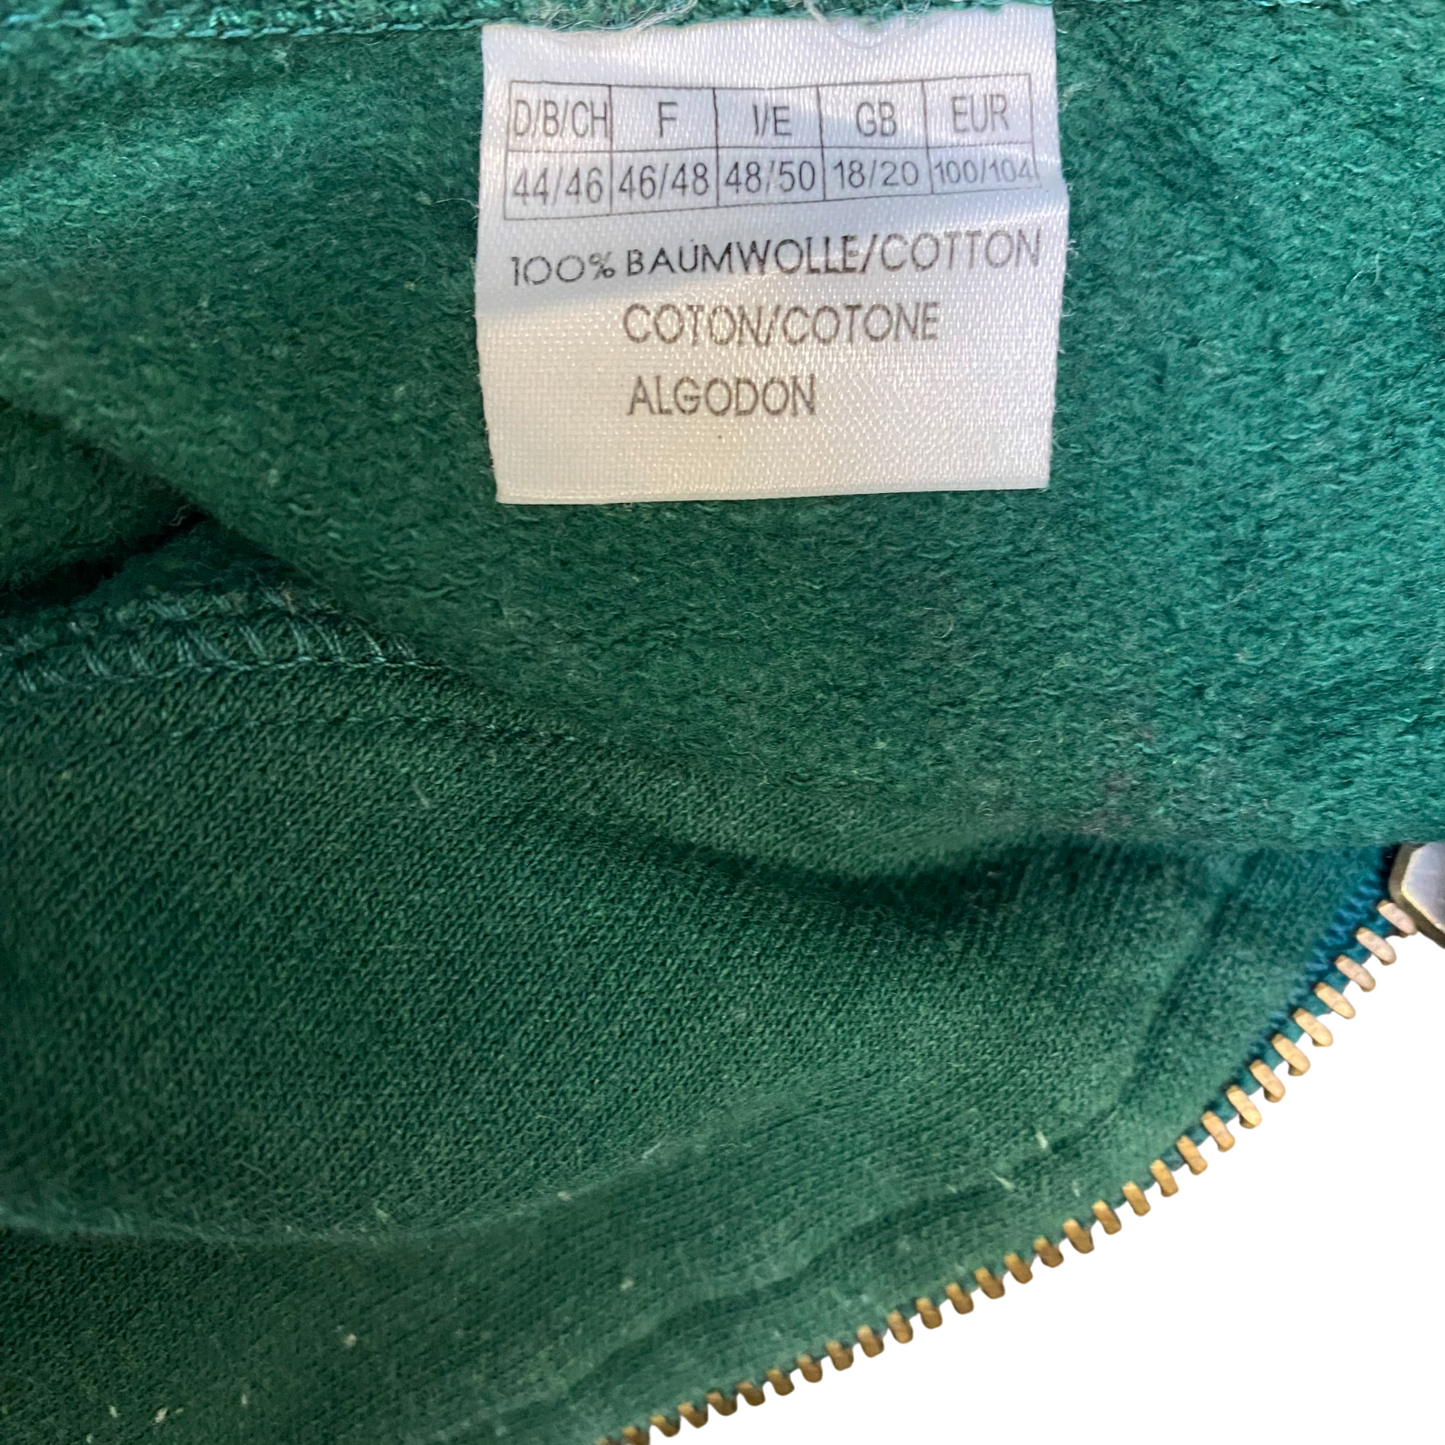 D/B/CH F I/E GB EUR
44/46 46/48 48/50 18/20 100/104
100% BAUMWOLLE/COTTON
COTON/COTONE
ALGODON